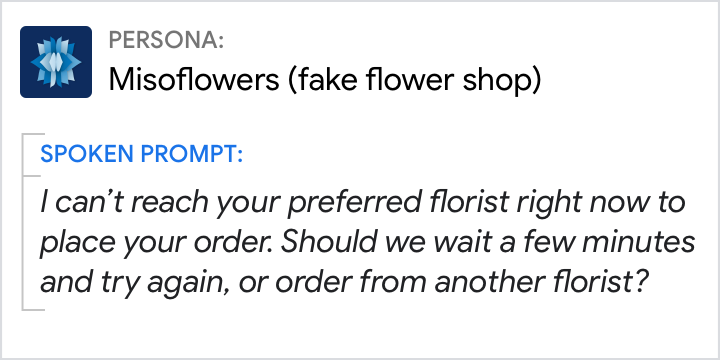 PERSONA:
Misoflowers (fake flower shop)
SPOKEN PROMPT:
I can’t reach your preferred florist right now to
place your order. Should we wait a few minutes
and try again, or order from another florist?